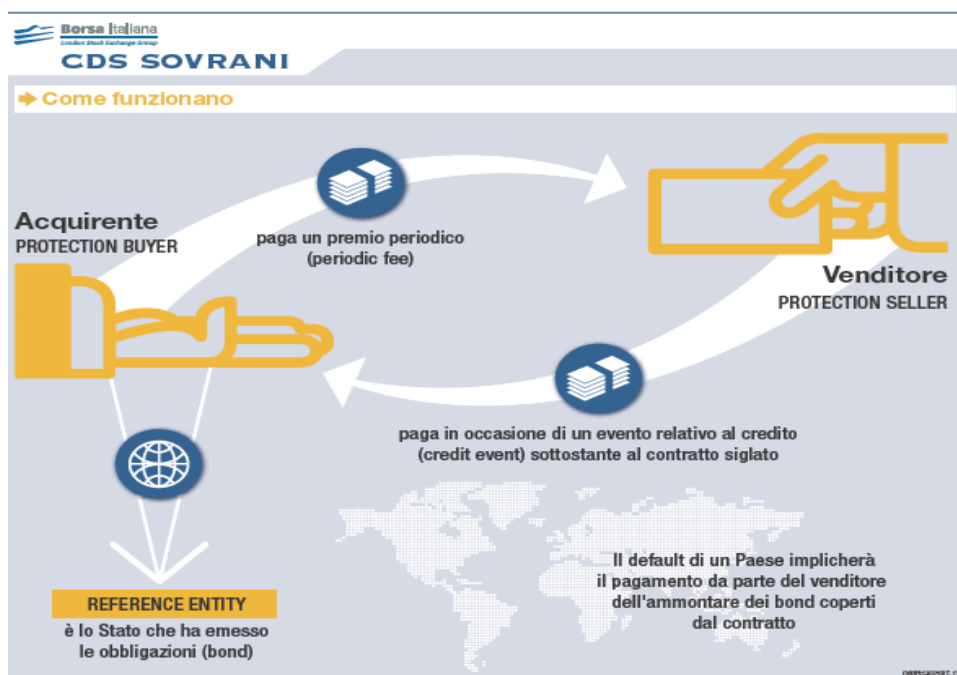 Borsa Italiana
London Stock Exchange Group
CDS SOVRANI
Come funzionano
Acquirente
PROTECTION BUYER
paga un premio periodico
(periodic fee)
Venditore
PROTECTION SELLER
paga in occasione di un evento relativo al credito
(credit event) sottostante al contratto siglato
REFERENCE ENTITY
è lo Stato che ha emesso
le obbligazioni (bond)
Il default di un Paese implicherà
il pagamento da parte del venditore
dell'ammontare dei bond coperti
dal contratto